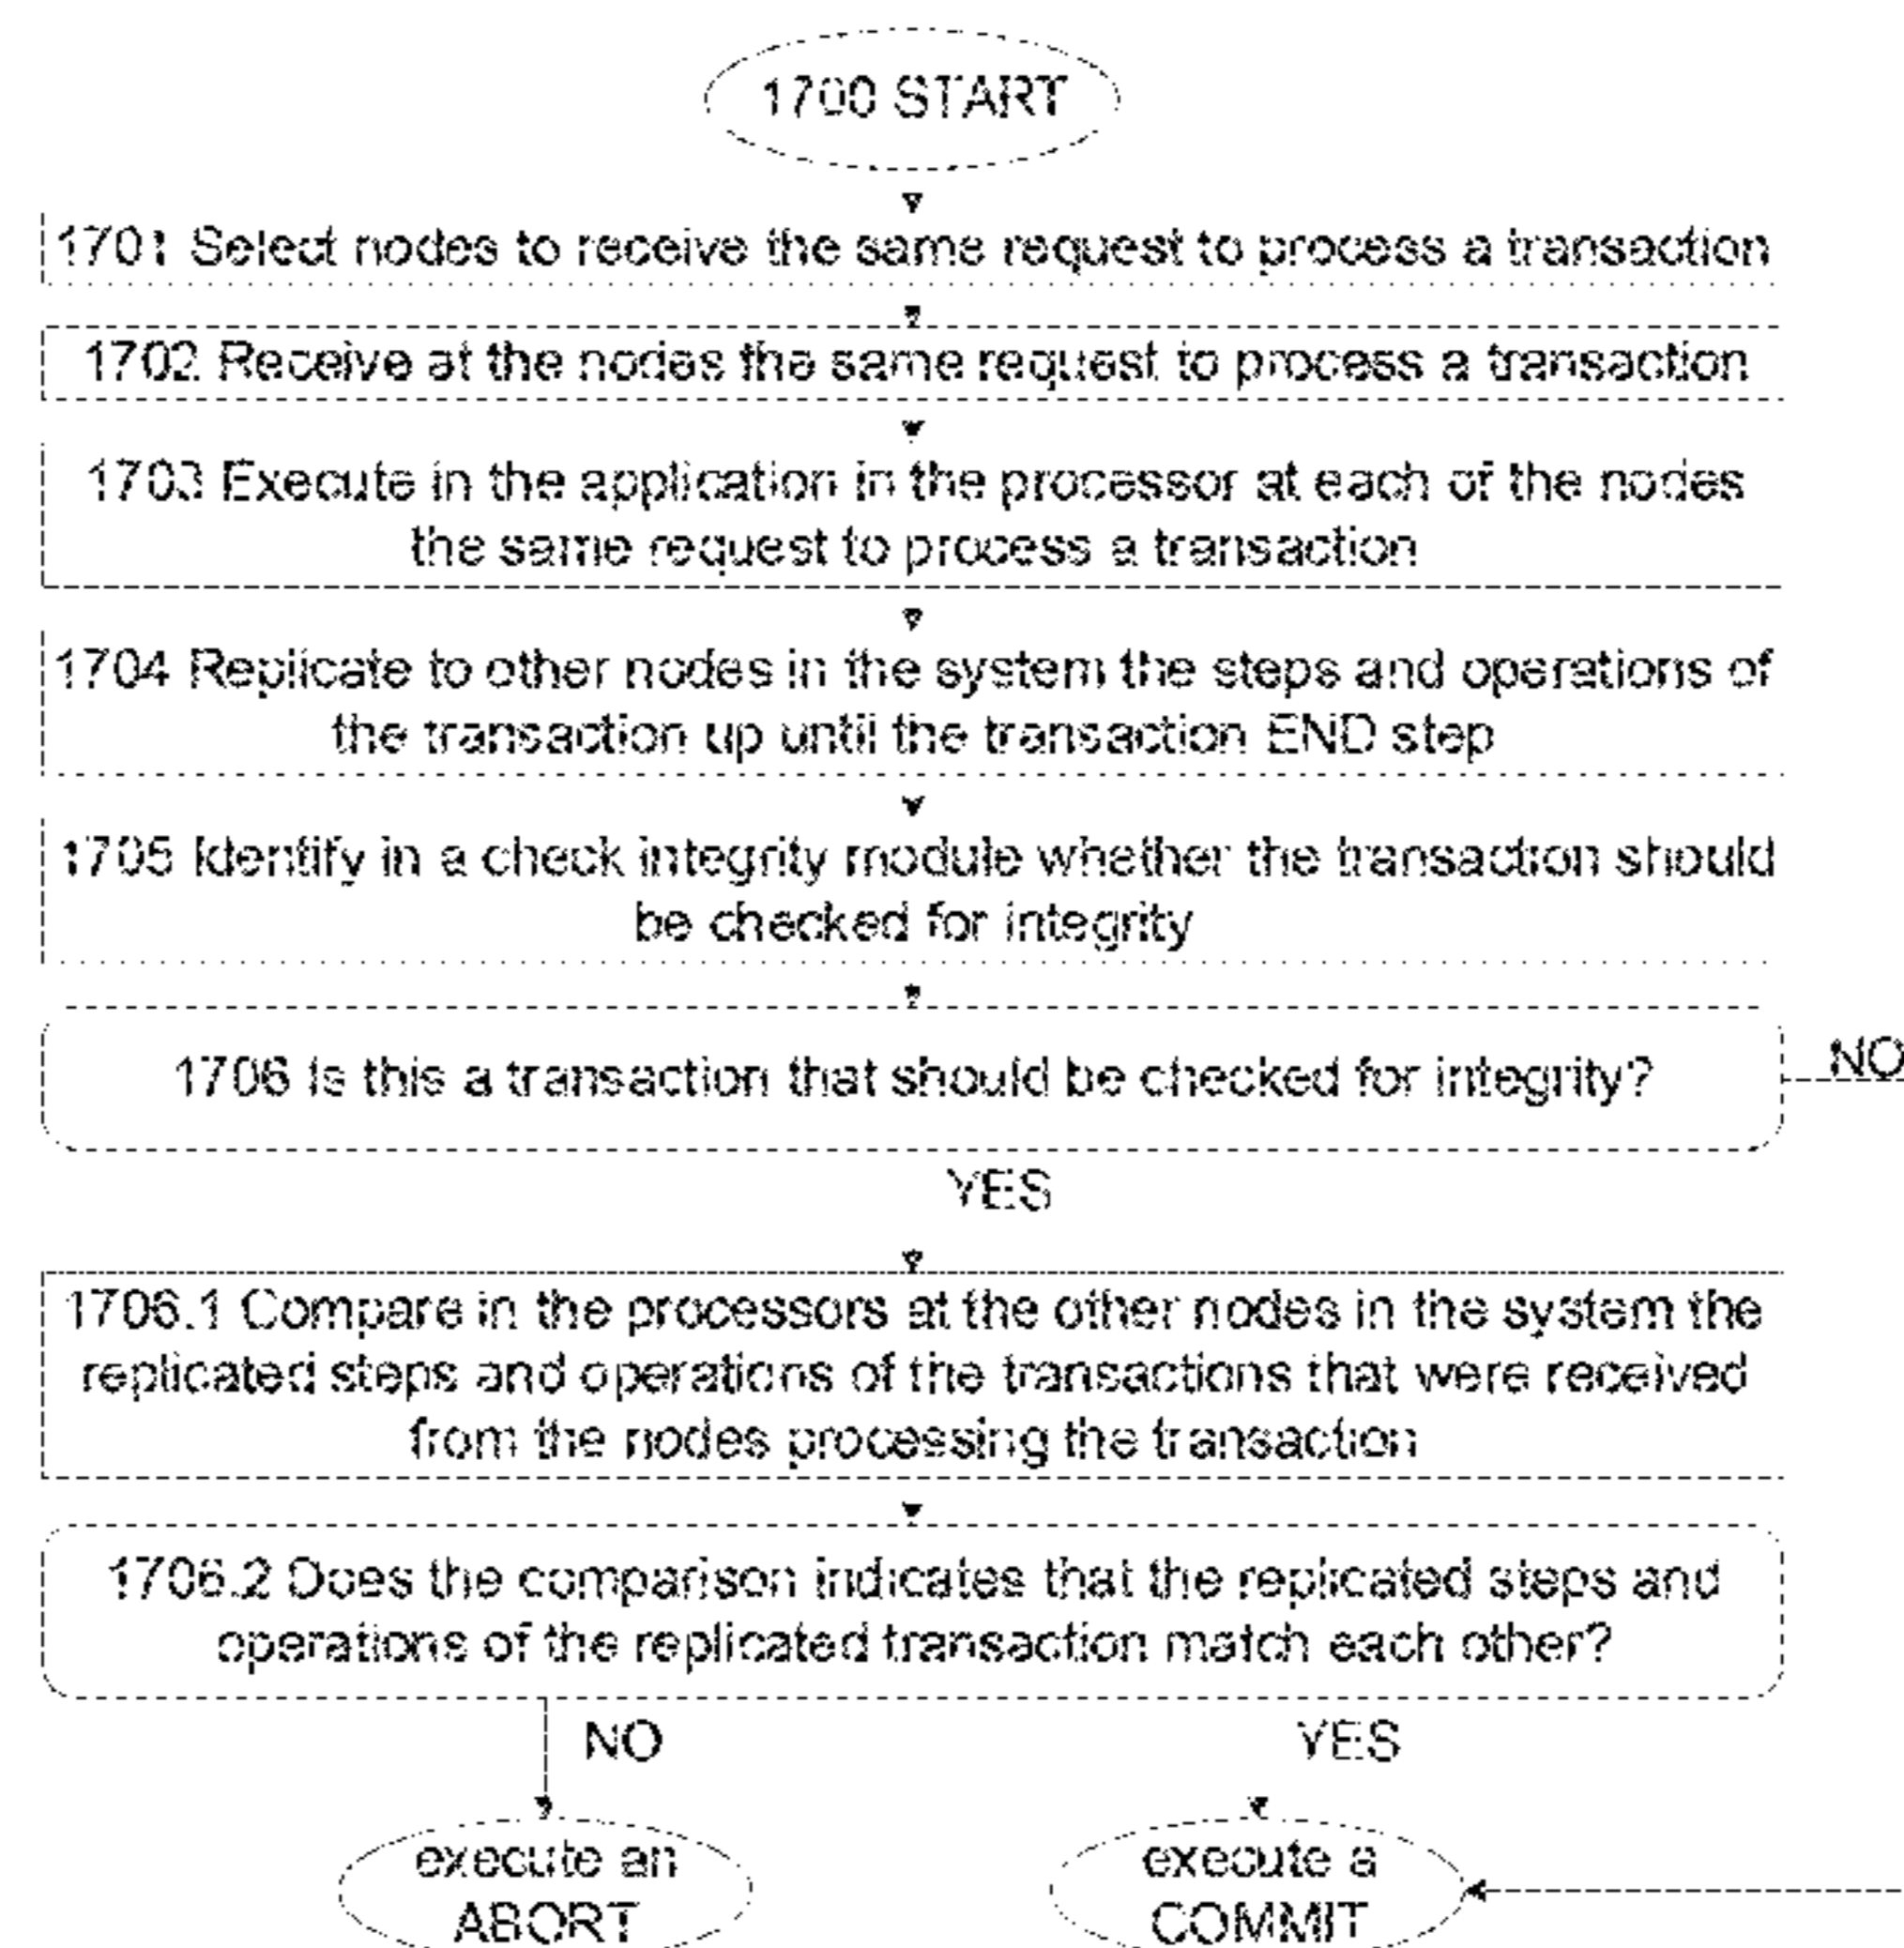 1700 START
1701 Select nodes to receive the same request to process a transaction
1702 Receive at the nodes the same request to process a transaction
1703 Execute in the application in the processor at each of the nodes
the same request to process a transaction
1704 Replicate to other nodes in the system the steps and operations of
the transaction up until the transaction END step
1705 Identify in a check integrity module whether the transaction should
be checked for integrity
1706 Is this a transaction that should be checked for integrity?
NO
YES
1706.1 Compare in the processors at the other nodes in the system the
replicated steps and operations of the transactions that were received
from the nodes processing the transaction
1706.2 Does the comparison indicates that the replicated steps and
operations of the replicated transaction match each other?
NO
YES
execute an
ABORT
execute a
COMMIT